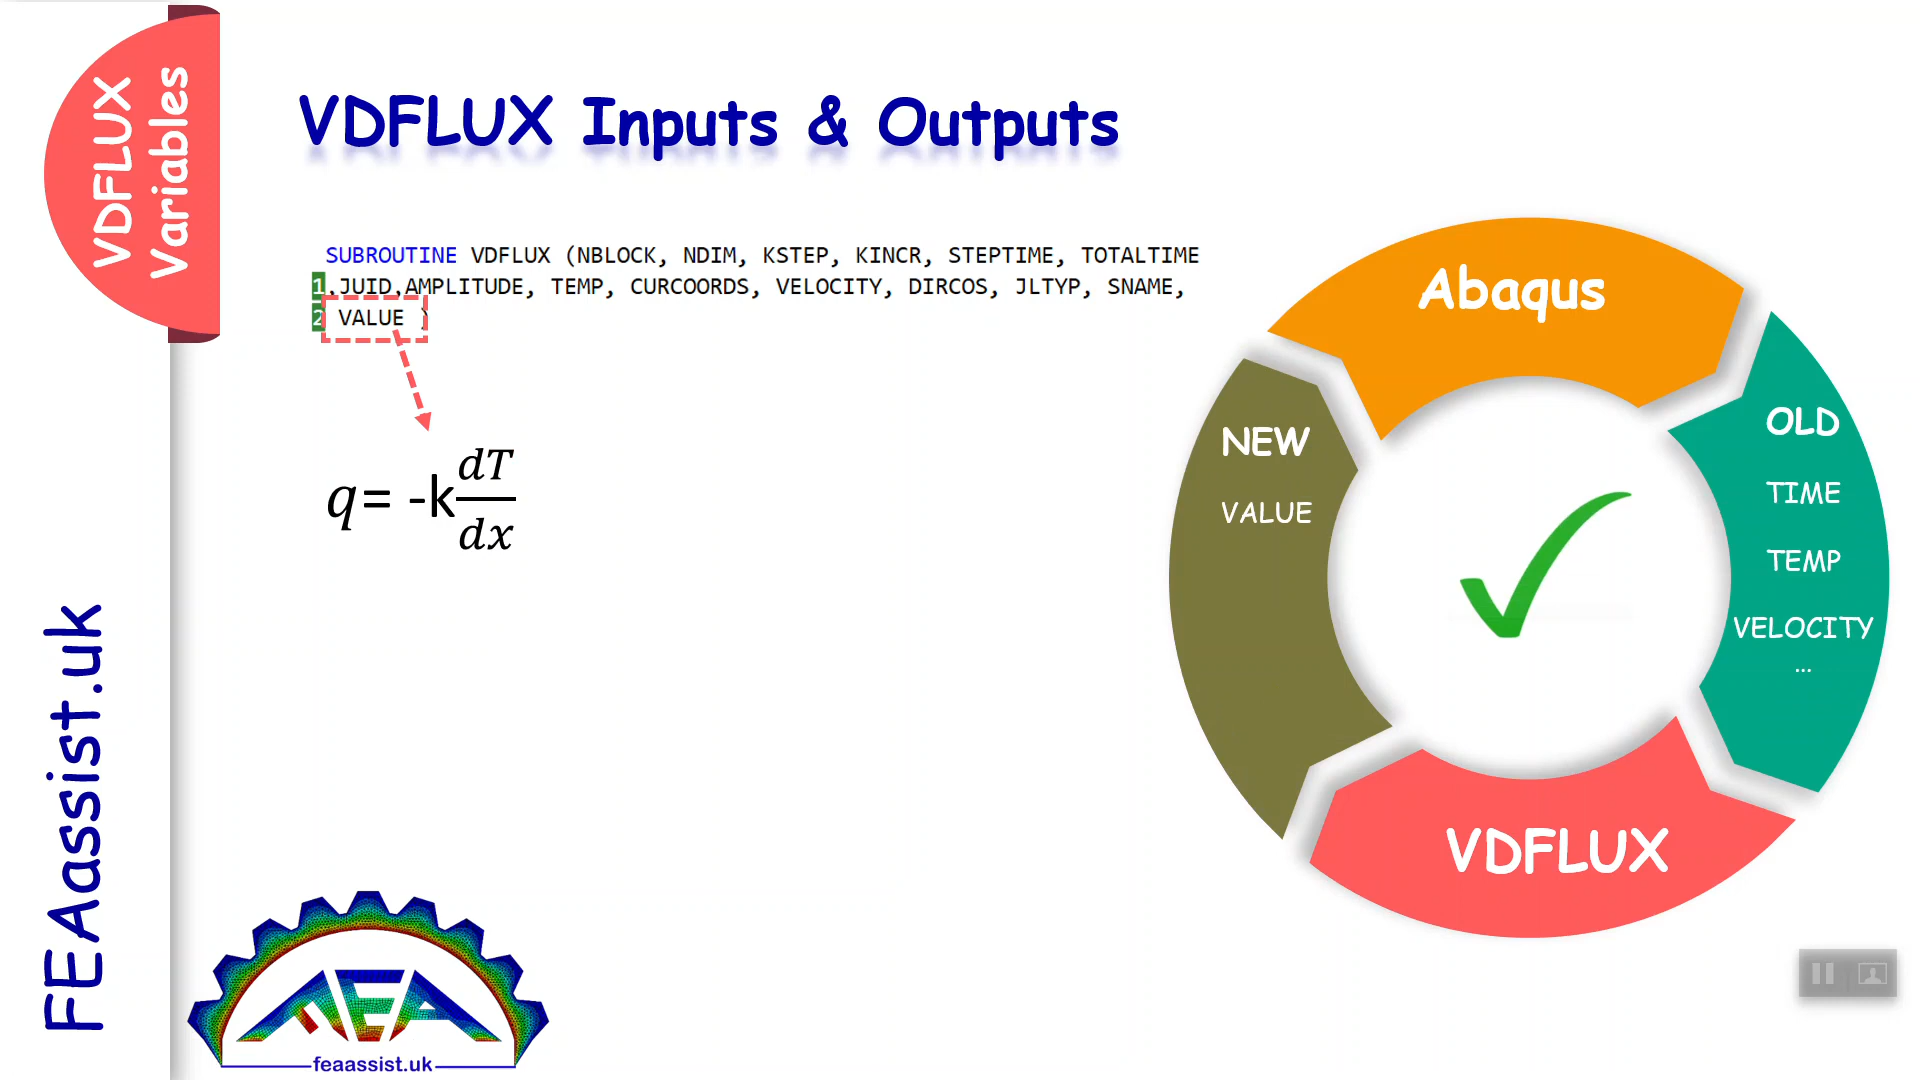 VDFLUX
Variables
VDFLUX Inputs & Outputs
SUBROUTINE VDFLUX (NBLOCK, NDIM, KSTEP, KINCR, STEPTIME, TOTALTIME
1,JUID,AMPLITUDE, TEMP, CURCOORDS, VELOCITY, DIRCOS, JLTYP, SNAME,
2 VALUE )
q= -k dT/dx
Abaqus
OLD
TIME
TEMP
VELOCITY
...
VDFLUX
NEW
VALUE
FEAassist.uk
FEA
feaassist.uk